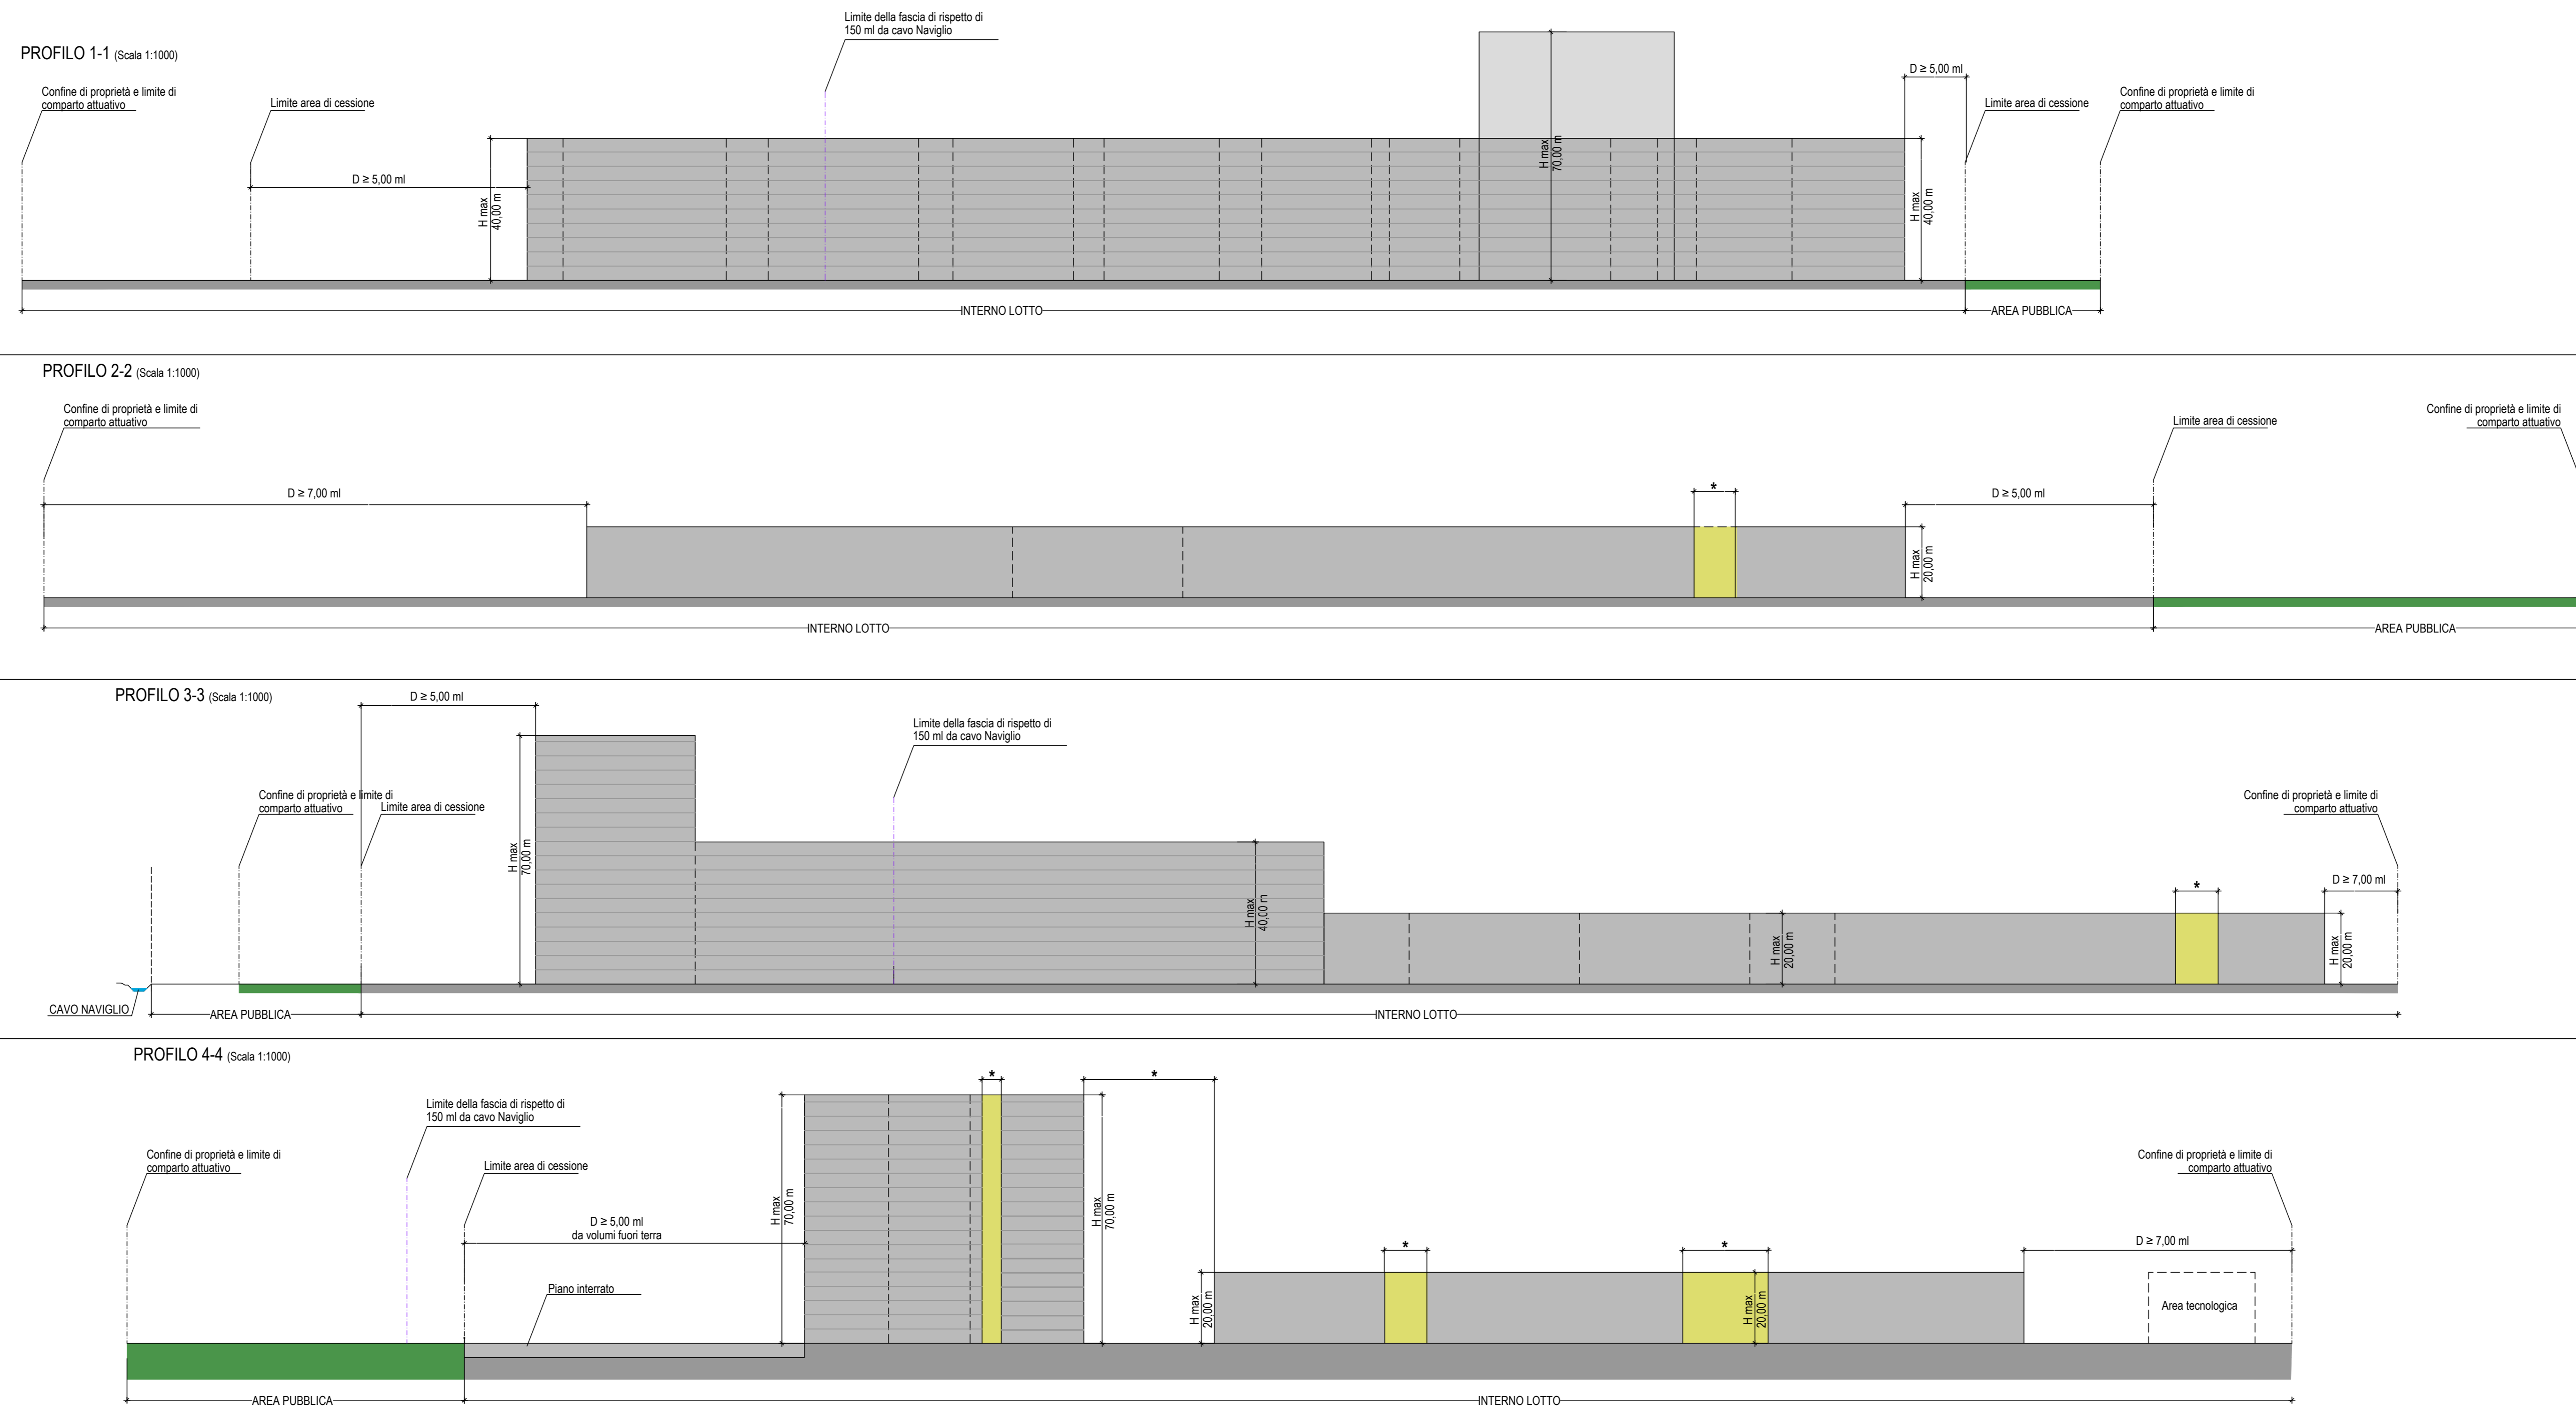 PROFILO 1-1 (Scala 1:1000)
Limite della fascia di rispetto di
150 ml da cavo Naviglio
Confine di proprietà e limite di
comparto attuativo
Limite area di cessione
D ≥ 5,00 ml
H max
40,00 m
H max
70,00 m
D ≥ 5,00 ml
H max
40,00 m
Limite area di cessione
Confine di proprietà e limite di
comparto attuativo
INTERNO LOTTO
AREA PUBBLICA
PROFILO 2-2 (Scala 1:1000)
Confine di proprietà e limite di
comparto attuativo
D ≥ 7,00 ml
*
D ≥ 5,00 ml
H max
20,00 m
Limite area di cessione
Confine di proprietà e limite di
comparto attuativo
INTERNO LOTTO
AREA PUBBLICA
PROFILO 3-3 (Scala 1:1000)
D ≥ 5,00 ml
Limite della fascia di rispetto di
150 ml da cavo Naviglio
Confine di proprietà e limite di
comparto attuativo
Limite area di cessione
H max
70,00 m
H max
40,00 m
H max
20,00 m
*
H max
20,00 m
D ≥ 7,00 ml
Confine di proprietà e limite di
comparto attuativo
CAVO NAVIGLIO
AREA PUBBLICA
INTERNO LOTTO
PROFILO 4-4 (Scala 1:1000)
Limite della fascia di rispetto di
150 ml da cavo Naviglio
Confine di proprietà e limite di
comparto attuativo
Limite area di cessione
D ≥ 5,00 ml
da volumi fuori terra
Piano interrato
H max
70,00 m
*
H max
70,00 m
*
H max
20,00 m
*
*
H max
20,00 m
D ≥ 7,00 ml
Confine di proprietà e limite di
comparto attuativo
Area tecnologica
AREA PUBBLICA
INTERNO LOTTO